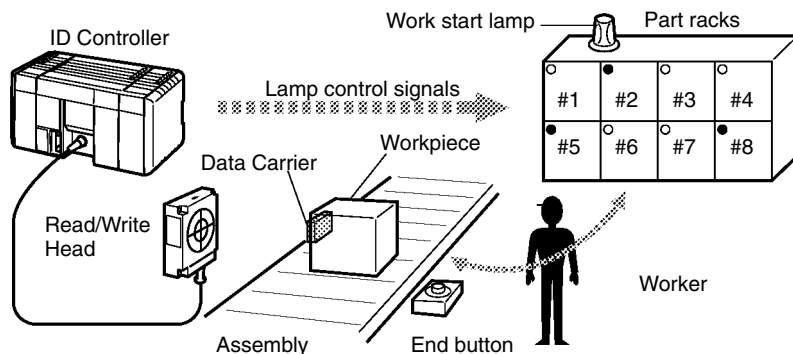 Work start lamp
Part racks
ID Controller
Lamp control signals
#1 #2 #3 #4
#5 #6 #7 #8
Workpiece
Data Carrier
Read/Write
Head
Worker
Assembly
End button